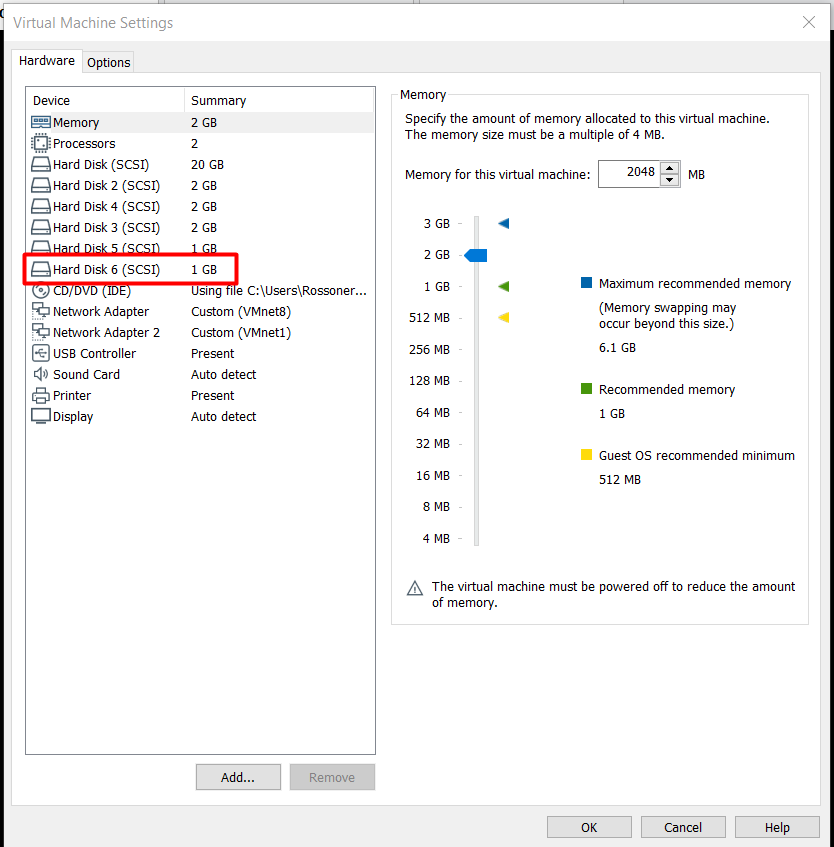 Virtual Machine Settings
Hardware
Options
Device Summary
Memory 2 GB
Processors 2
Hard Disk (SCSI) 20 GB
Hard Disk 2 (SCSI) 2 GB
Hard Disk 4 (SCSI) 2 GB
Hard Disk 3 (SCSI) 2 GB
Hard Disk 5 (SCSI) 1 GB
Hard Disk 6 (SCSI) 1 GB
CD/DVD (IDE) Using file C:\Users\Rossoner...
Network Adapter Custom (VMnet8)
Network Adapter 2 Custom (VMnet1)
USB Controller Present
Sound Card Auto detect
Printer Present
Display Auto detect
Add...
Remove
Memory
Specify the amount of memory allocated to this virtual machine.
The memory size must be a multiple of 4 MB.
Memory for this virtual machine: 2048 MB
3 GB
2 GB
1 GB
512 MB
256 MB
128 MB
64 MB
32 MB
16 MB
8 MB
4 MB
Maximum recommended memory
(Memory swapping may
occur beyond this size.)
6.1 GB
Recommended memory
1 GB
Guest OS recommended minimum
512 MB
The virtual machine must be powered off to reduce the amount
of memory.
OK
Cancel
Help